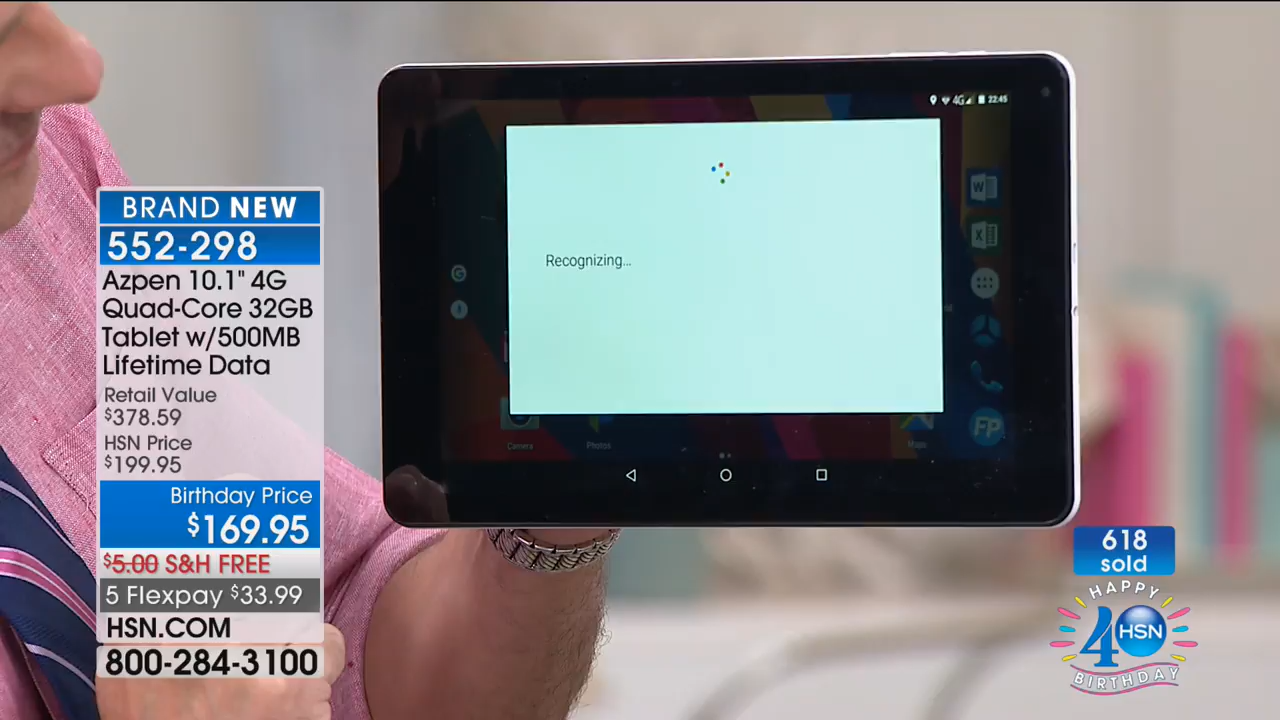 BRAND NEW
552-298
Azpen 10.1" 4G
Quad-Core 32GB
Tablet w/500MB
Lifetime Data
Retail Value
$378.59
HSN Price
$199.95
Birthday Price
$169.95
$5.00 S&H FREE
5 Flexpay $33.99
HSN.COM
800-284-3100
4G 22:45
W
X
Recognizing...
G
Camera
Photos
Maps
FP
618
sold
HAPPY
40
HSN
BIRTHDAY